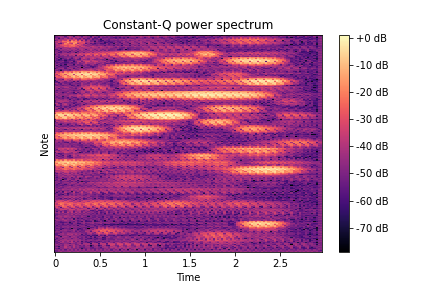 Constant-Q power spectrum
Note
+0 dB
-10 dB
-20 dB
-30 dB
-40 dB
-50 dB
-60 dB
-70 dB
0
0.5
1
1.5
2
2.5
Time